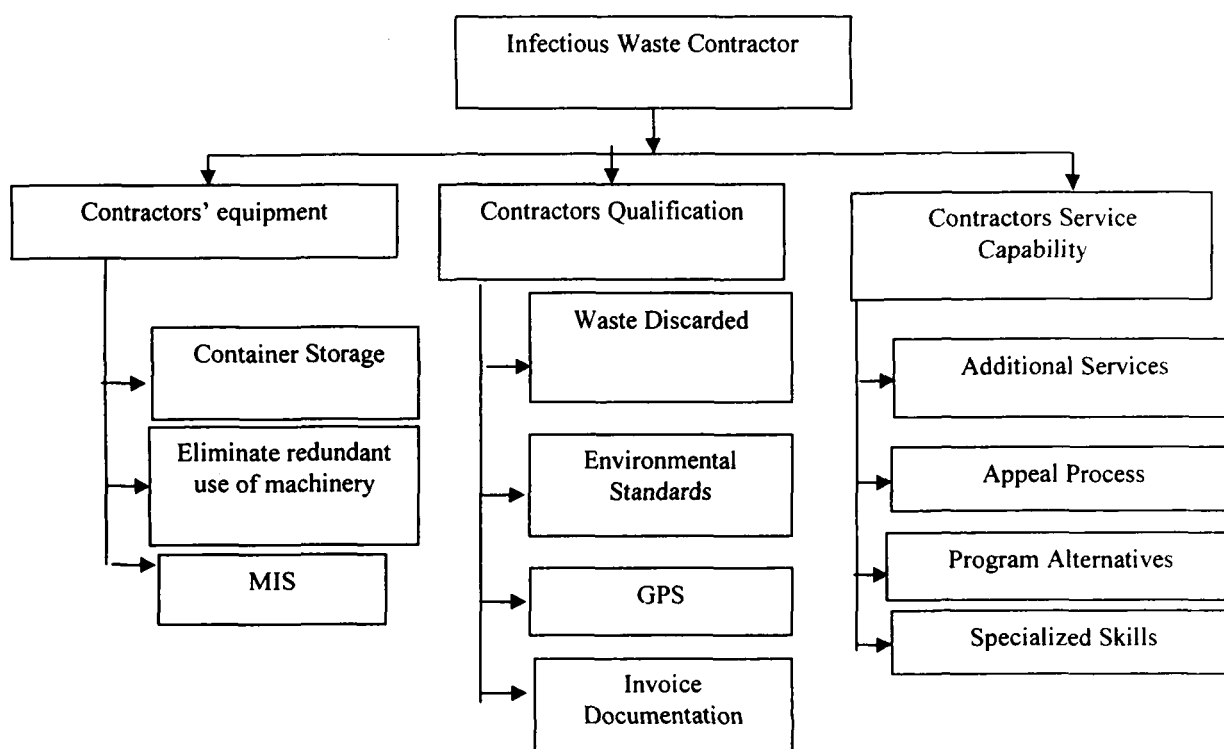 Infectious Waste Contractor
Contractors' equipment
Contractors Qualification
Contractors Service
Capability
Container Storage
Eliminate redundant
use of machinery
MIS
Waste Discarded
Environmental
Standards
GPS
Invoice
Documentation
Additional Services
Appeal Process
Program Alternatives
Specialized Skills